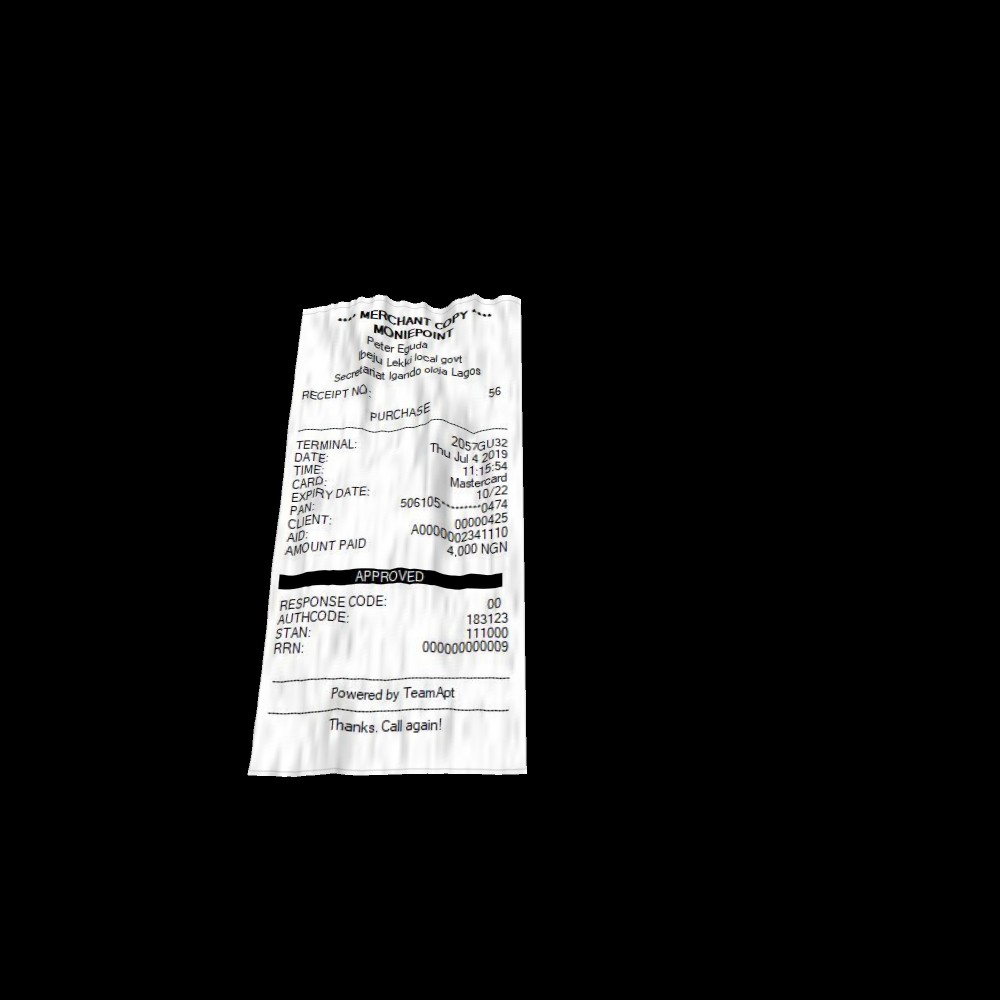 **** MERCHANT COPY ****
MONIEPOINT
Peter Eguda
Ibeju Lekki local govt
Secretariat Igando oloja Lagos
RECEIPT NO.: 56
PURCHASE
TERMINAL: 2057GU32
DATE: Thu Jul 4 2019
TIME: 11:15:54
CARD: Mastercard
EXPIRY DATE: 10/22
PAN: 506105*********0474
CLIENT: 00000425
AID: A0000002341110
AMOUNT PAID 4,000 NGN
APPROVED
RESPONSE CODE: 00
AUTHCODE: 183123
STAN: 111000
RRN: 000000000009
Powered by TeamApt
Thanks. Call again!